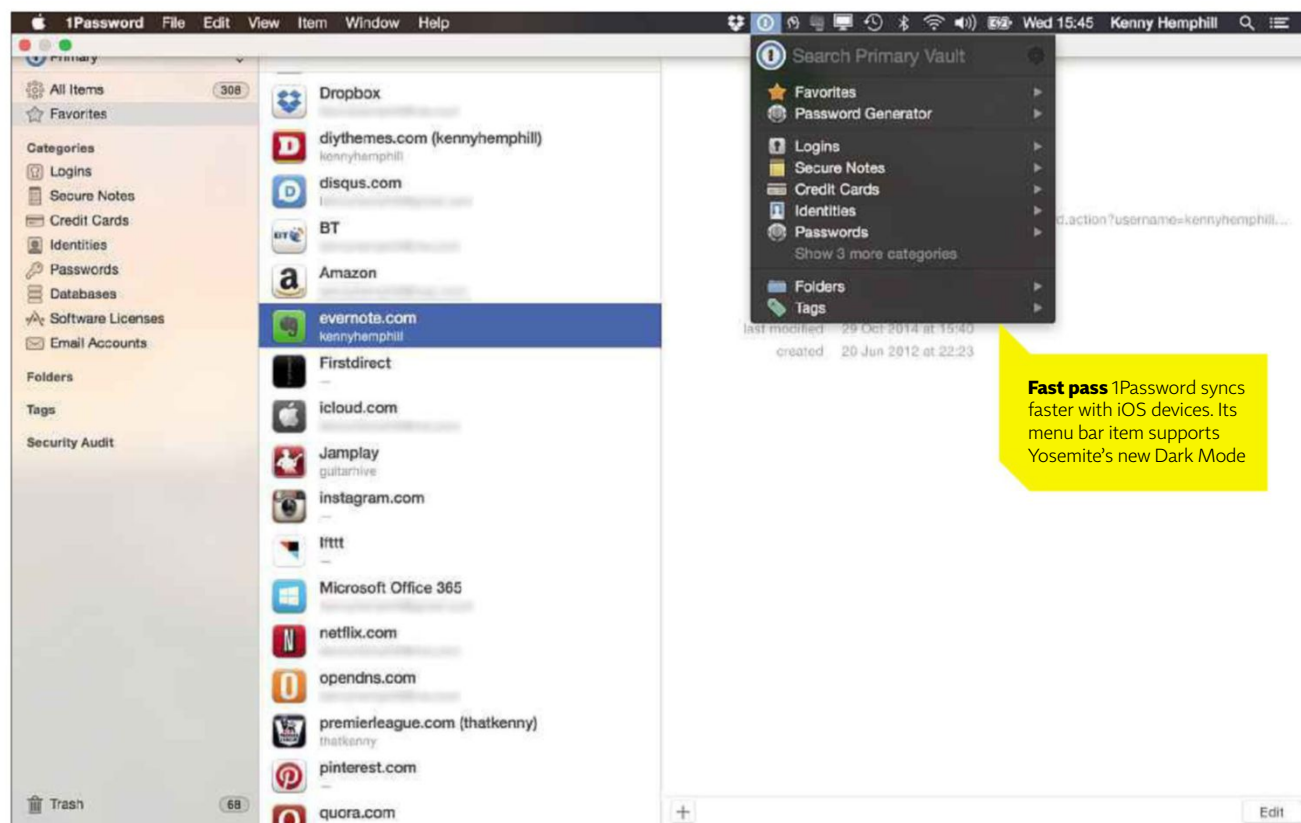 1Password File Edit View Item Window Help Wed 15:45 Kenny Hemphill
Primary
All Items 308
Favorites
Categories
Logins
Secure Notes
Credit Cards
Identities
Passwords
Databases
Software Licenses
Email Accounts
Folders
Tags
Security Audit
Trash 68
Dropbox
diythemes.com (kennyhemphill)
kennyhemphill
disqus.com
BT
Amazon
evernote.com
kennyhemphill
Firstdirect
—
icloud.com
Jamplay
guitarhive
instagram.com
—
Ifttt
—
Microsoft Office 365
netflix.com
opendns.com
premierleague.com (thatkenny)
thatkenny
pinterest.com
—
quora.com
Search Primary Vault
Favorites
Password Generator
Logins
Secure Notes
Credit Cards
Identities
Passwords
Show 3 more categories
Folders
Tags
d.action?username=kennyhemphill...
last modified 29 Oct 2014 at 15:40
created 20 Jun 2012 at 22:23
Fast pass 1Password syncs
faster with iOS devices. Its
menu bar item supports
Yosemite's new Dark Mode
+ Edit